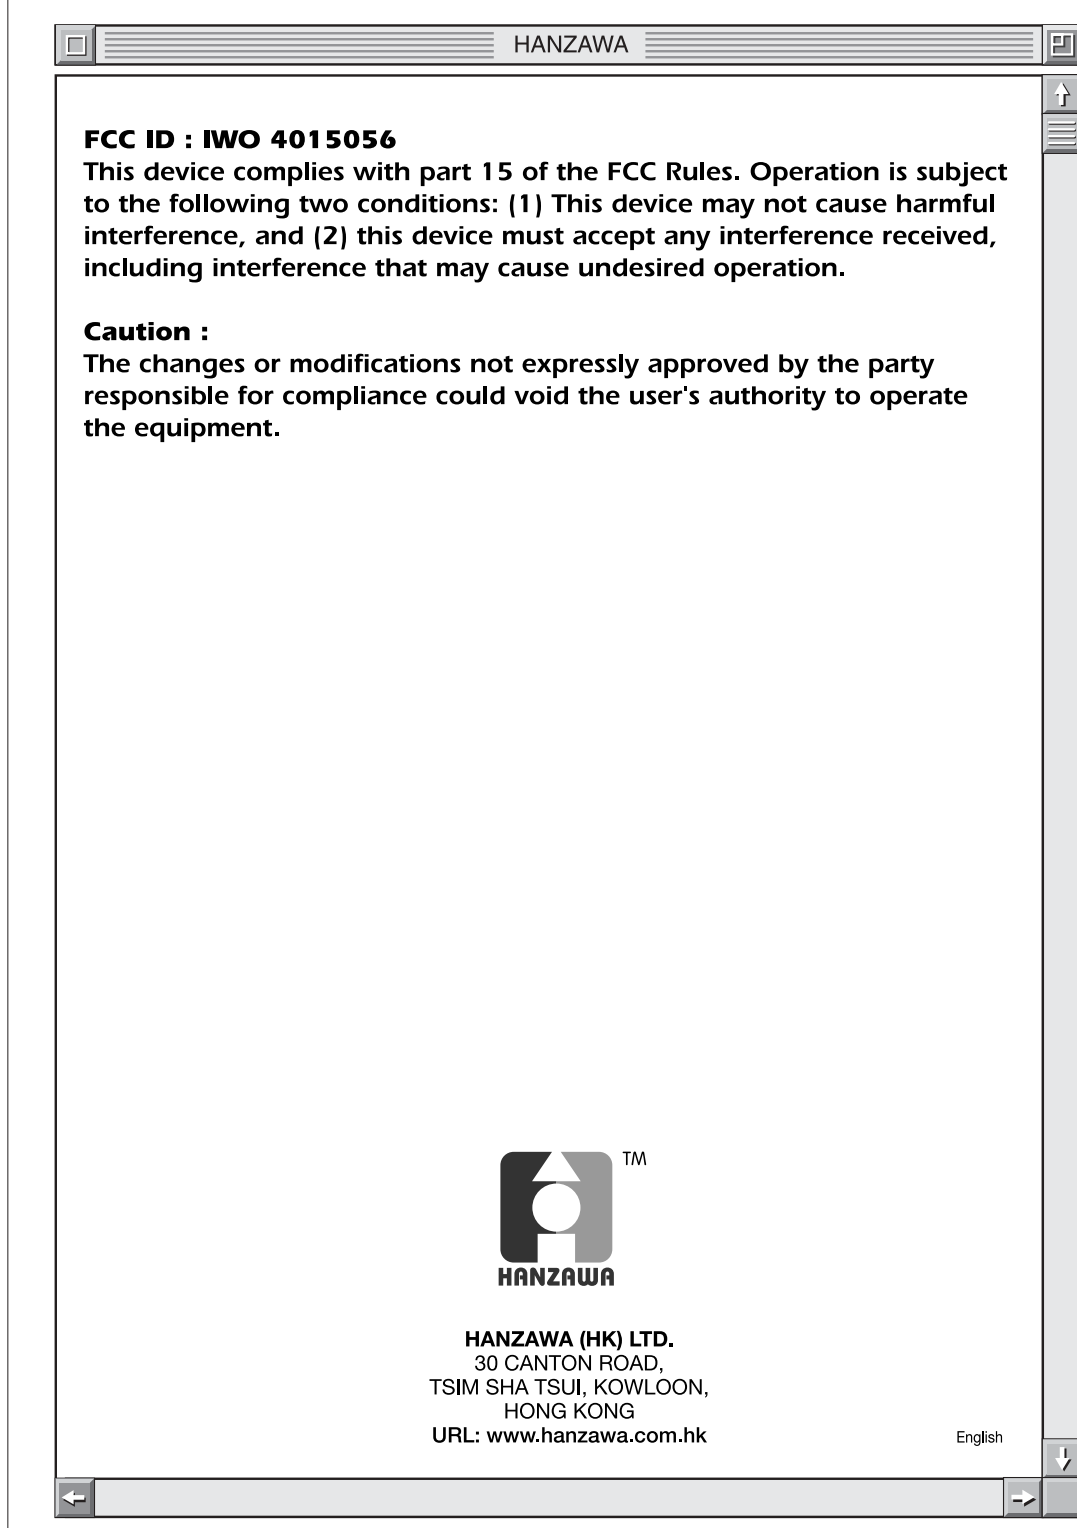 HANZAWA
FCC ID : IWO 4015056
This device complies with part 15 of the FCC Rules. Operation is subject
to the following two conditions: (1) This device may not cause harmful
interference, and (2) this device must accept any interference received,
including interference that may cause undesired operation.
Caution :
The changes or modifications not expressly approved by the party
responsible for compliance could void the user's authority to operate
the equipment.
TM
HANZAWA
HANZAWA (HK) LTD.
30 CANTON ROAD,
TSIM SHA TSUI, KOWLOON,
HONG KONG
URL: www.hanzawa.com.hk
English